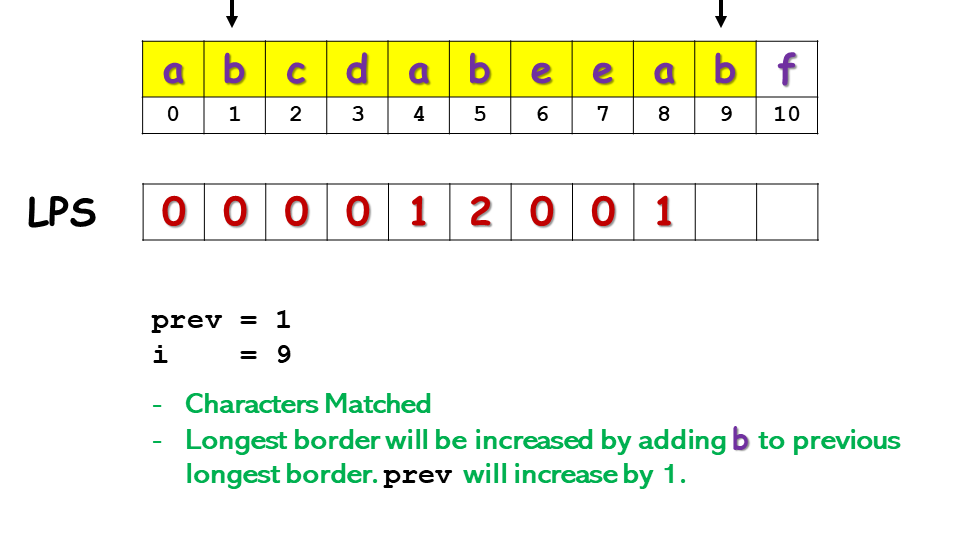 a b c d a b e e a b f
0 1 2 3 4 5 6 7 8 9 10
LPS 0 0 0 0 1 2 0 0 1
prev = 1
i = 9
- Characters Matched
- Longest border will be increased by adding b to previous
longest border. prev will increase by 1.